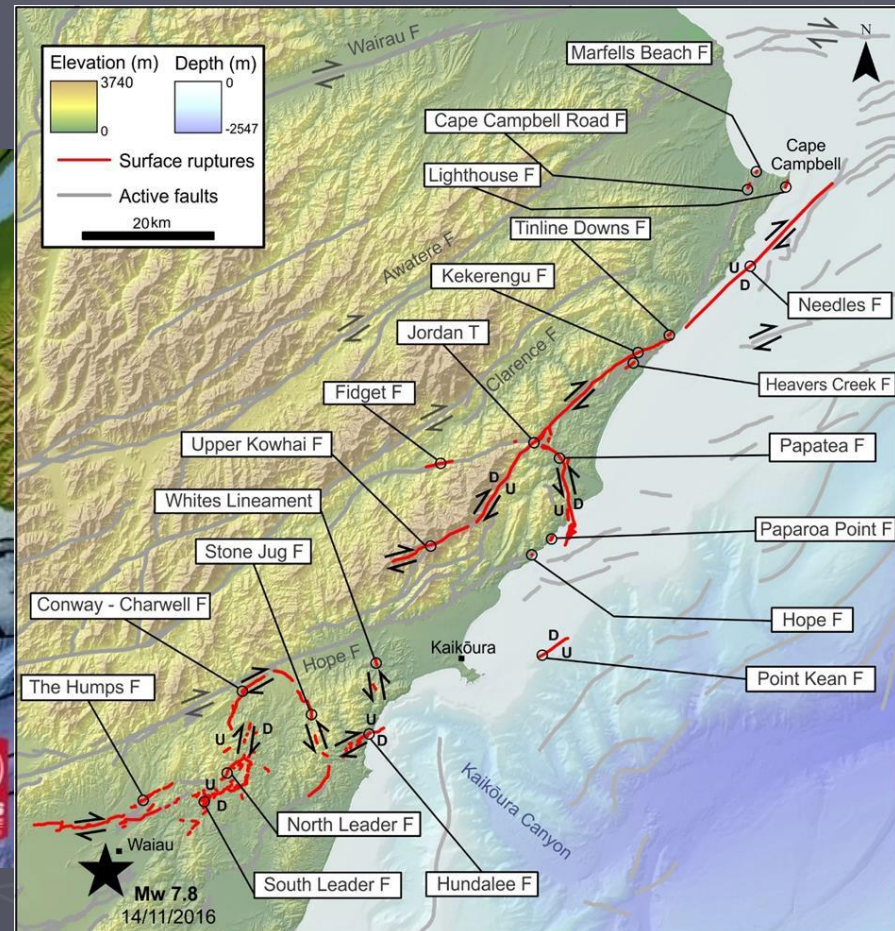 Elevation (m)
Depth (m)
3740
0
0
-2547
Surface ruptures
Active faults
20km
Wairau F
N
Marfells Beach F
Cape Campbell Road F
Cape
Campbell
Lighthouse F
Tinline Downs F
Awatere F
U
D
Kekerengu F
Needles F
Jordan T
Clarence F
Heavers Creek F
Fidget F
Papatea F
Upper Kowhai F
D
U
U
D
Whites Lineament
Paparoa Point F
Stone Jug F
Hope F
Conway - Charwell F
Hope F
Kaikōura
D
U
Point Kean F
The Humps F
U
D
U
D
U
D
Kaikōura Canyon
North Leader F
Waiau
Mw 7.8
14/11/2016
South Leader F
Hundalee F